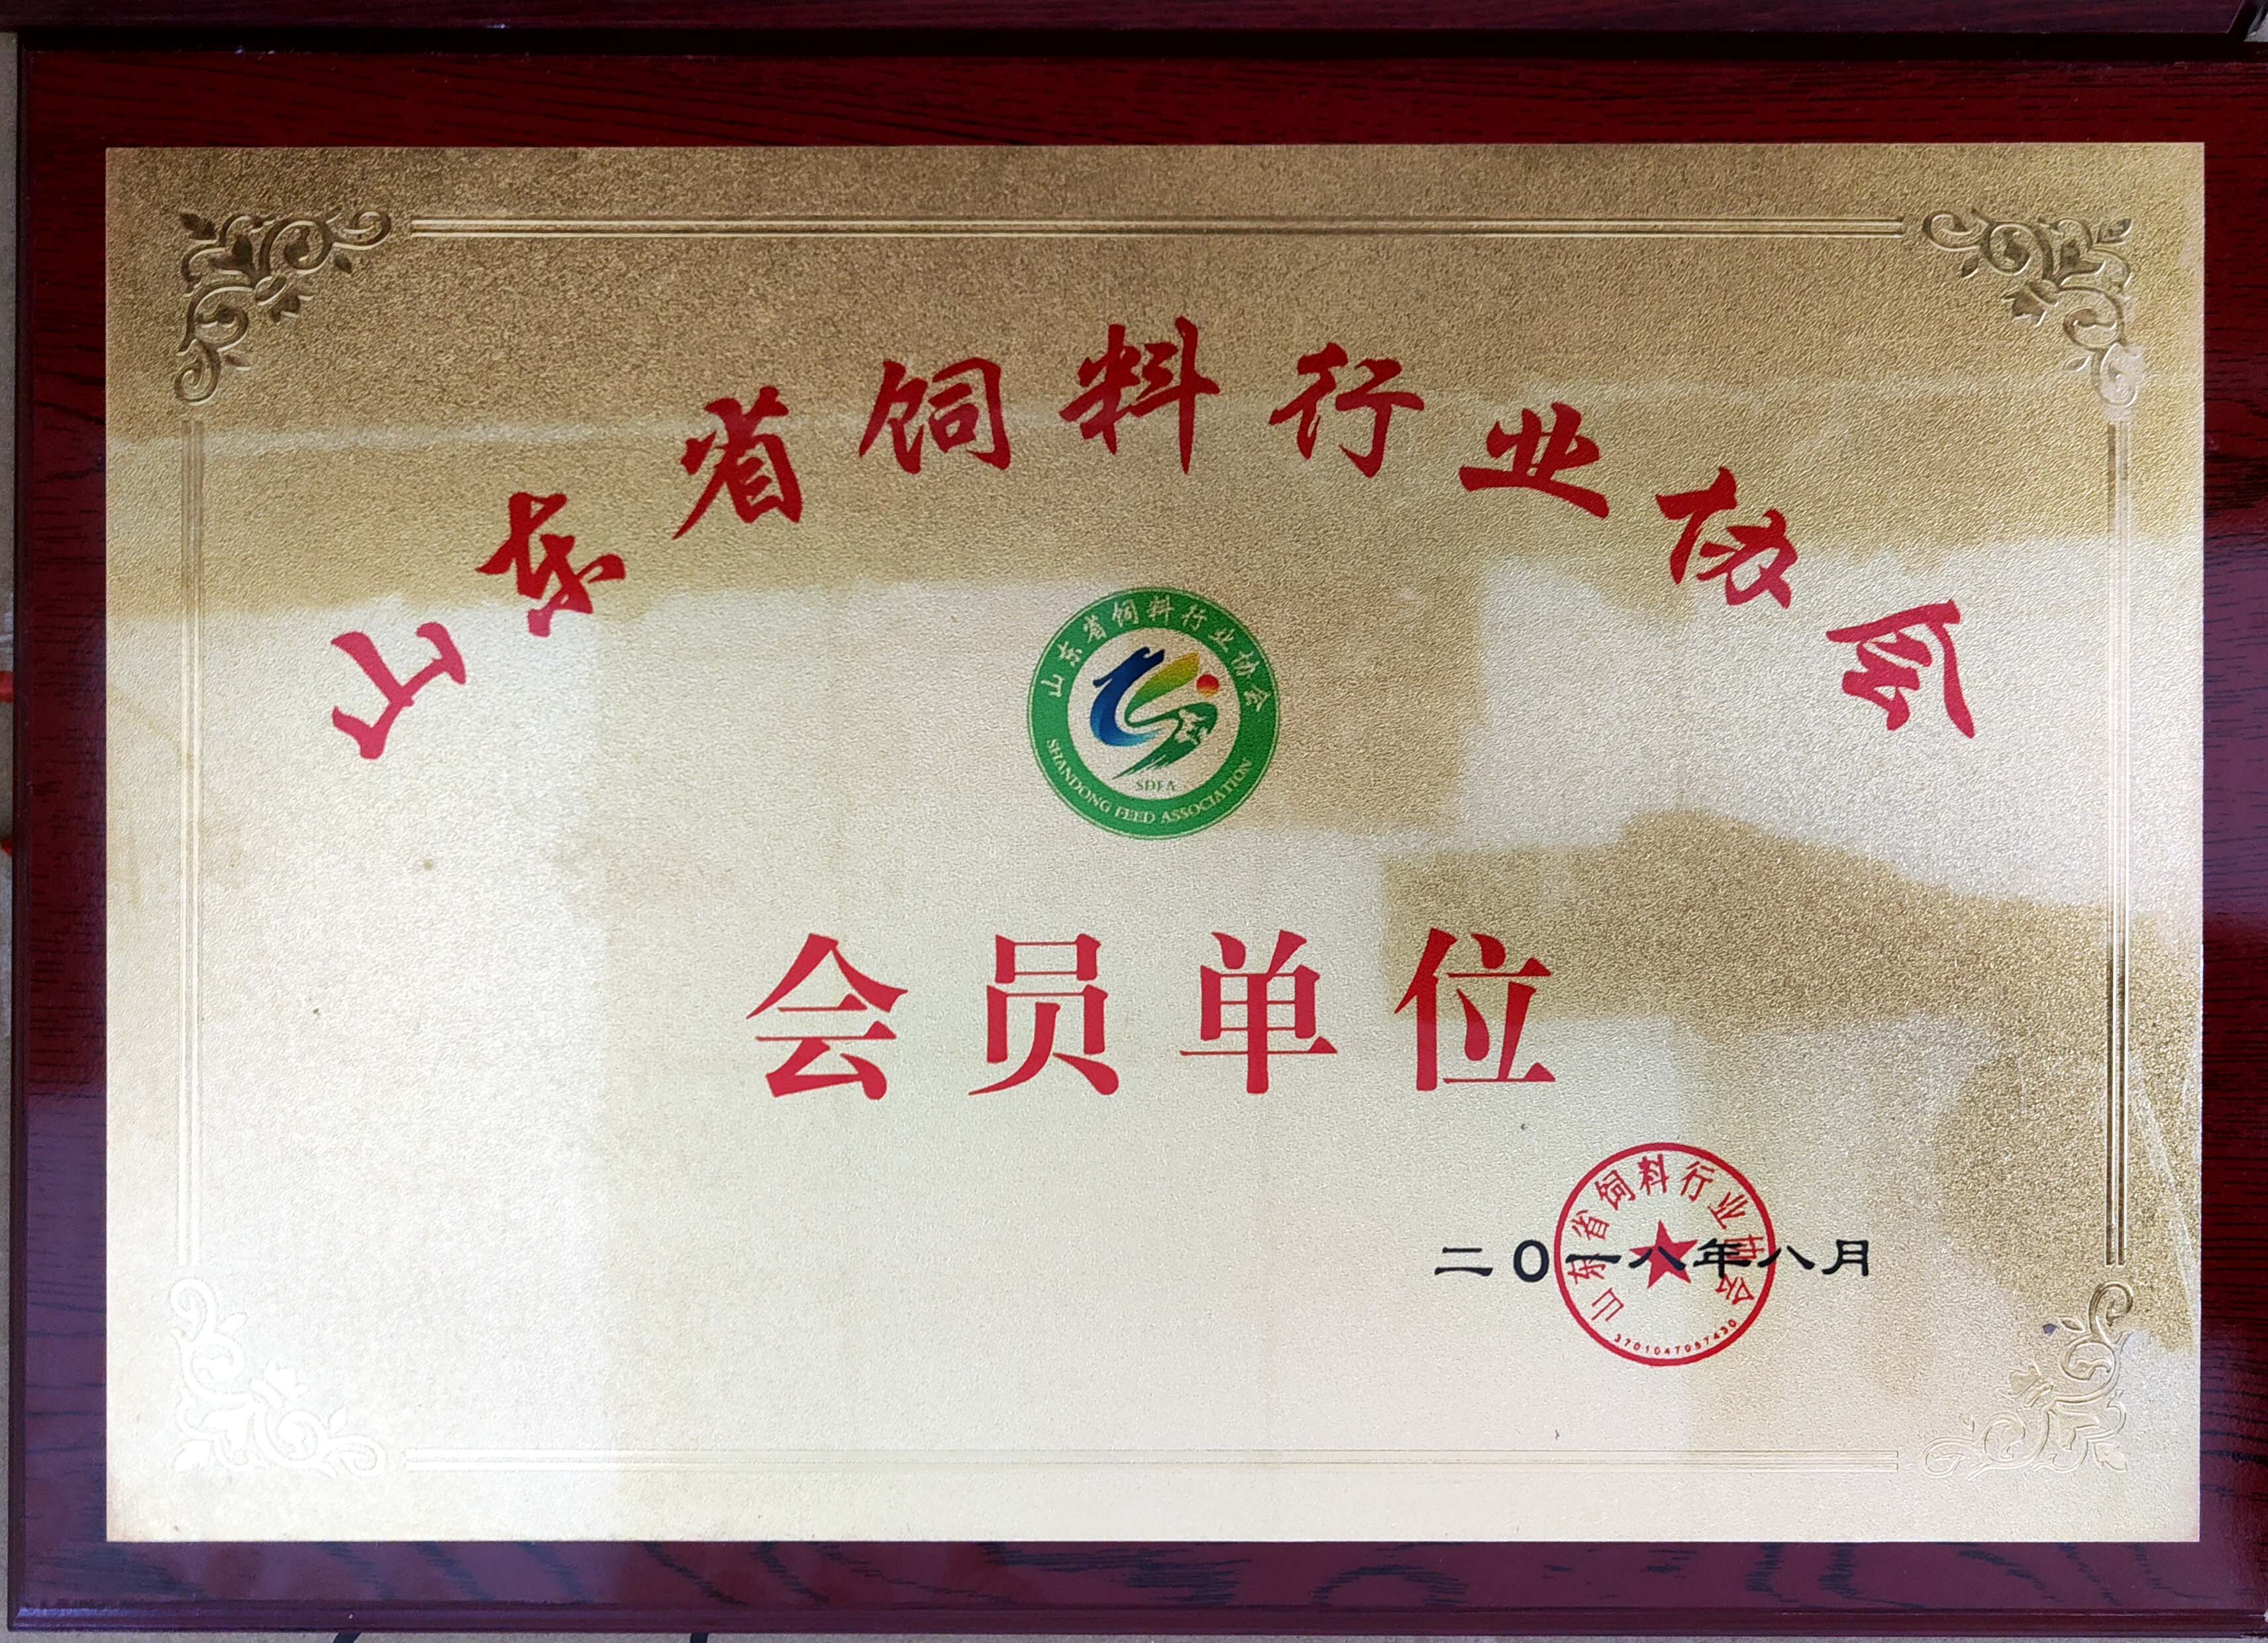 山东省饲料行业协会
山东省饲料行业协会
SDFA
SHANDONG FEED ASSOCIATION
会员单位
山东省饲料行业协会
二〇一八年八月